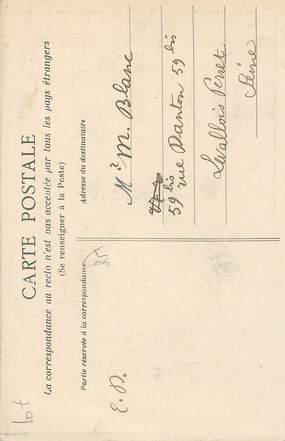 CARTE POSTALE
La correspondance au recto n'est pas acceptée par tous les pays étrangers
(Se renseigner à la Poste)
Partie réservée à la correspondance
Adresse du destinataire
E. D.
Mr M. Blanc
59 bis rue Danton 59 bis
Levallois Perret
Seine
lot